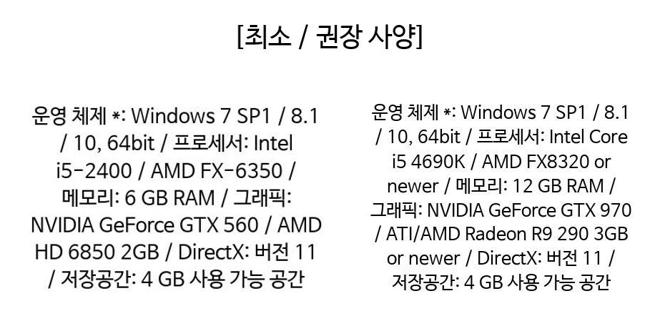 [최소 / 권장 사양]
운영 체제 *: Windows 7 SP1 / 8.1
/ 10, 64bit / 프로세서: Intel
i5-2400 / AMD FX-6350 /
메모리: 6 GB RAM / 그래픽:
NVIDIA GeForce GTX 560 / AMD
HD 6850 2GB / DirectX: 버전 11
/ 저장공간: 4 GB 사용 가능 공간
운영 체제 *: Windows 7 SP1 / 8.1
/ 10, 64bit / 프로세서: Intel Core
i5 4690K / AMD FX8320 or
newer / 메모리: 12 GB RAM /
그래픽: NVIDIA GeForce GTX 970
/ ATI/AMD Radeon R9 290 3GB
or newer / DirectX: 버전 11 /
저장공간: 4 GB 사용 가능 공간